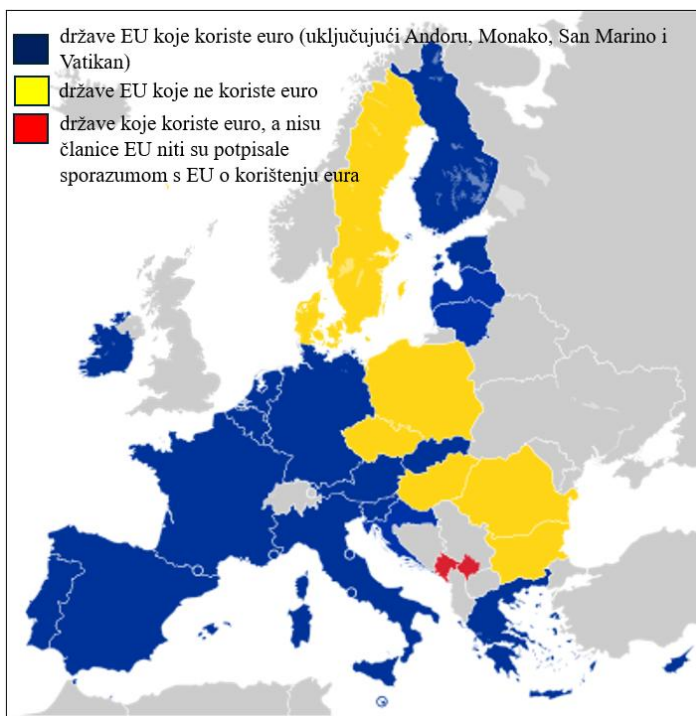 države EU koje koriste euro (uključujući Andoru, Monako, San Marino i
Vatikan)
države EU koje ne koriste euro
države koje koriste euro, a nisu
članice EU niti su potpisale
sporazumom s EU o korištenju eura